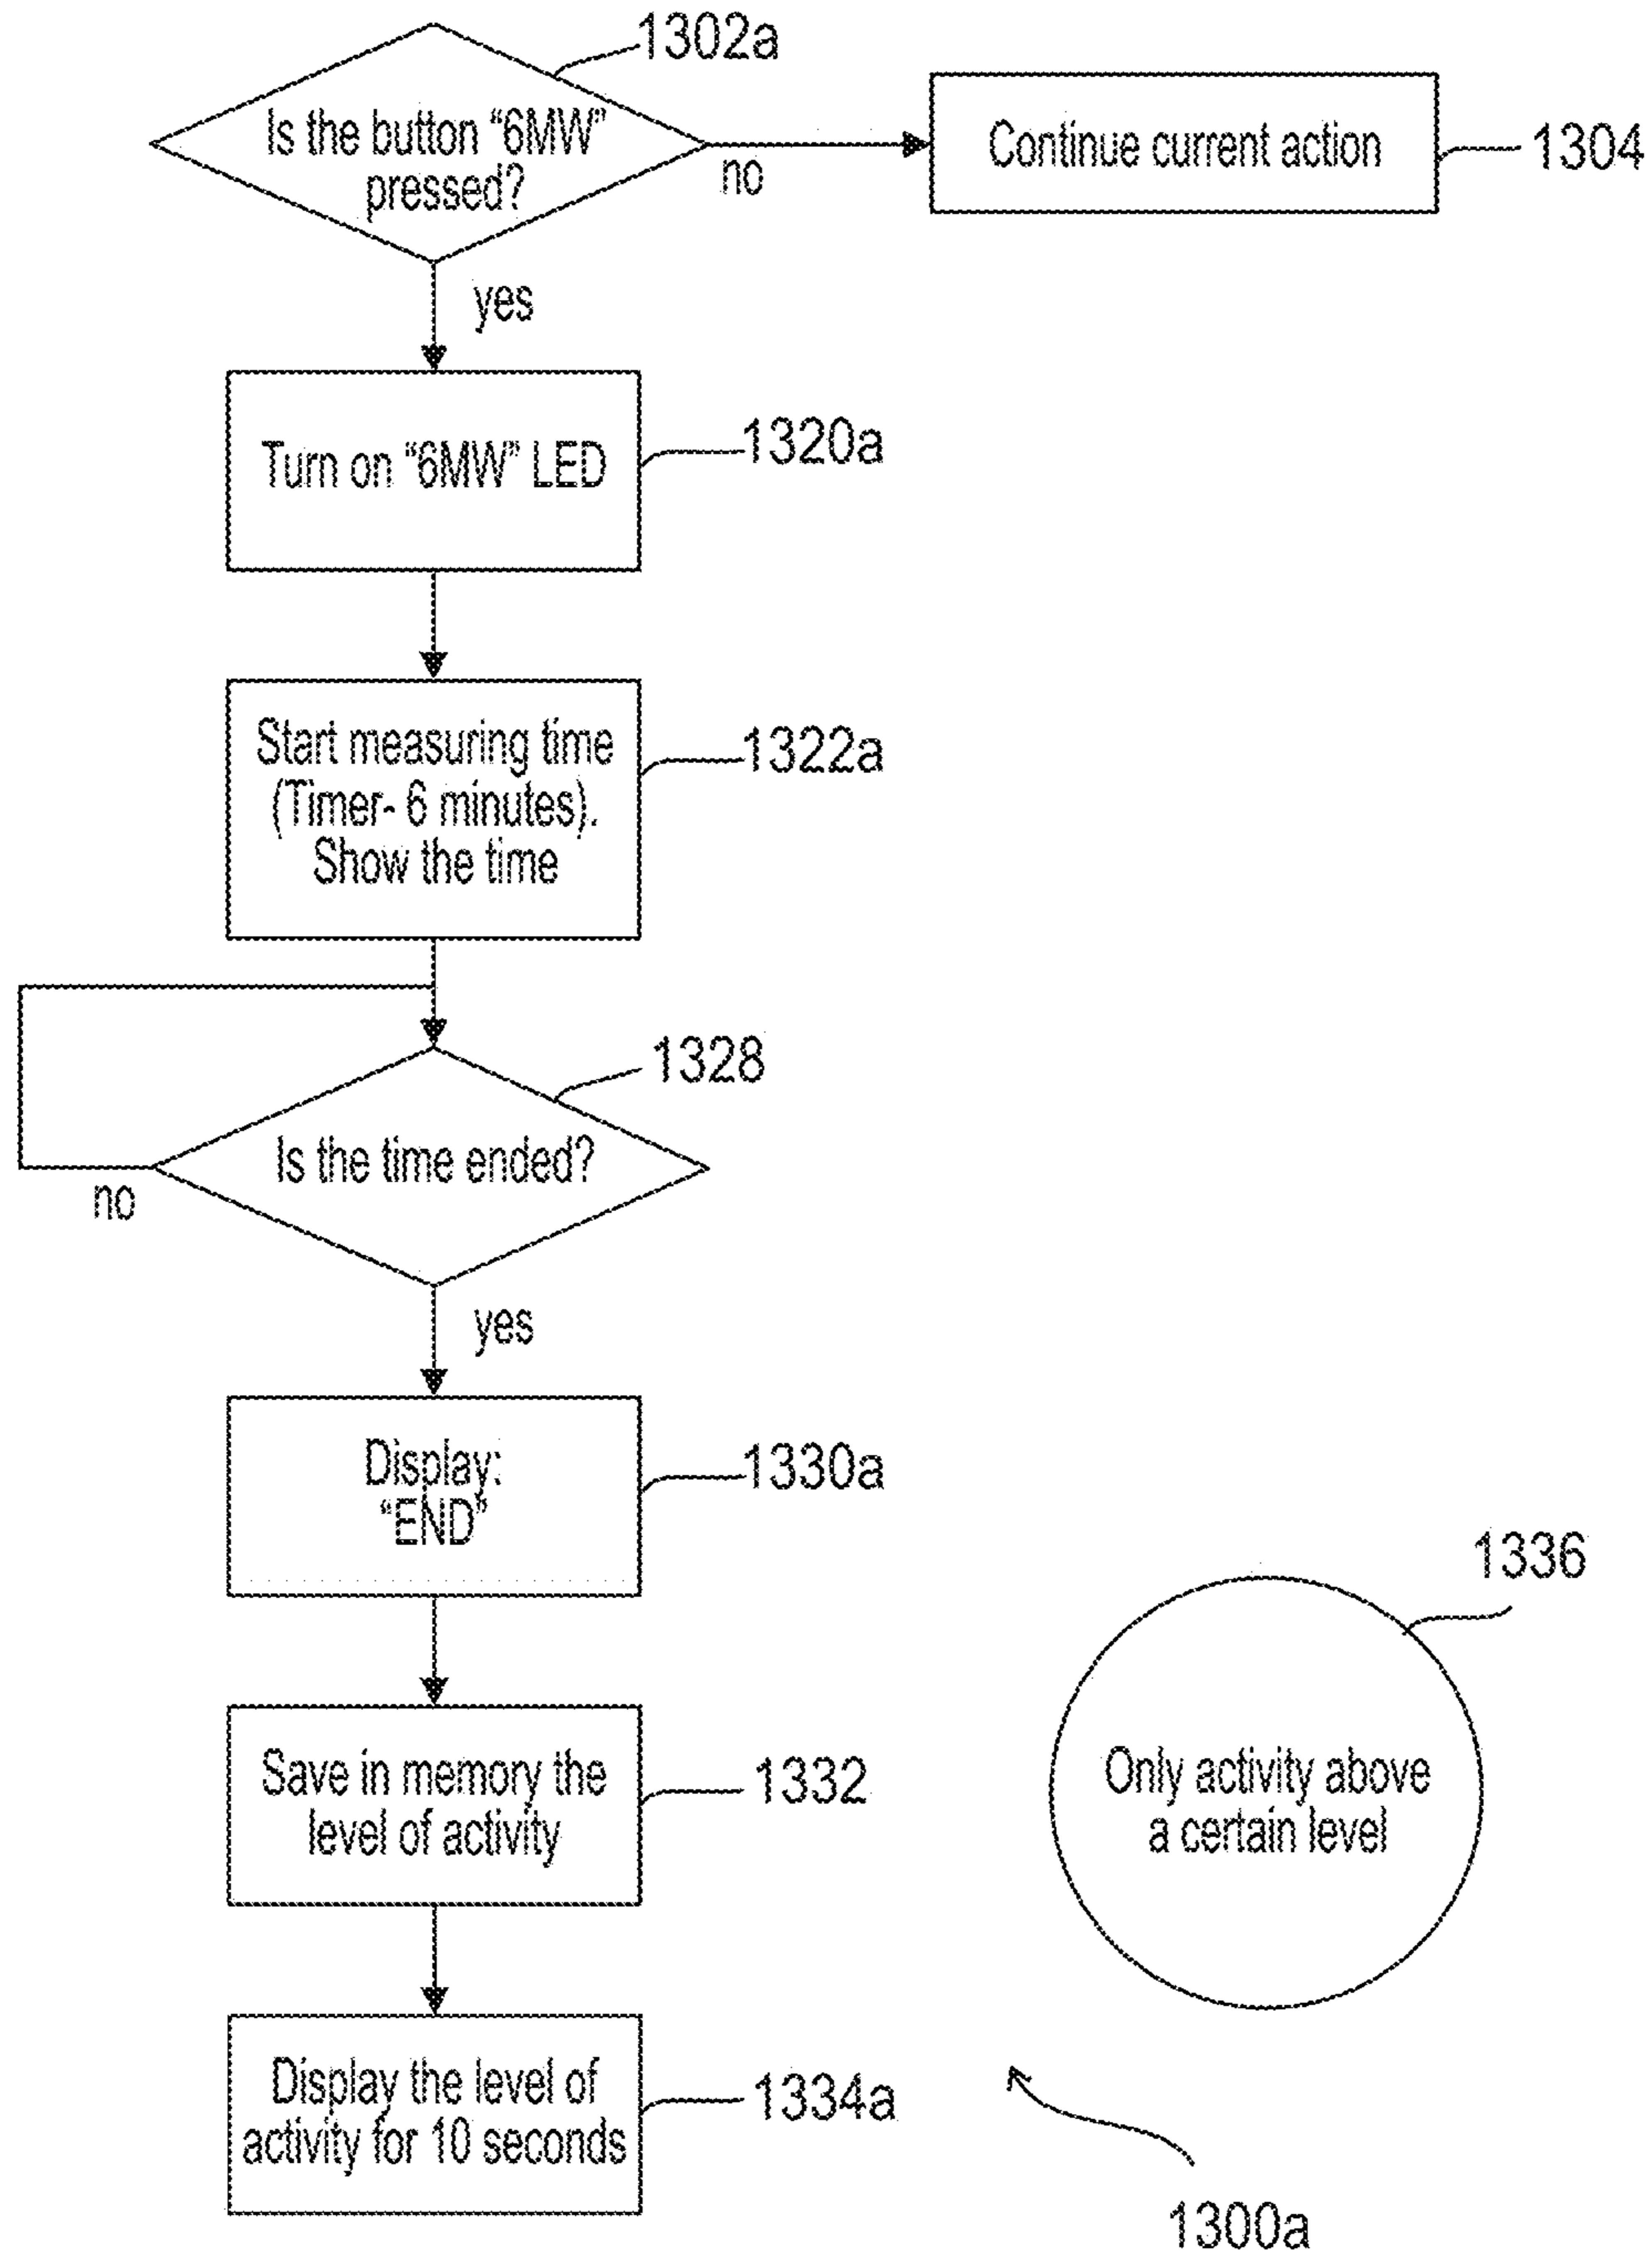 1302a
Is the button “6MW”
pressed?
no
Continue current action
1304
yes
Turn on “6MW” LED
1320a
Start measuring time
(Timer- 6 minutes).
Show the time
1322a
1328
Is the time ended?
no
yes
Display:
“END”
1330a
1336
Save in memory the
level of activity
1332
Only activity above
a certain level
Display the level of
activity for 10 seconds
1334a
1300a